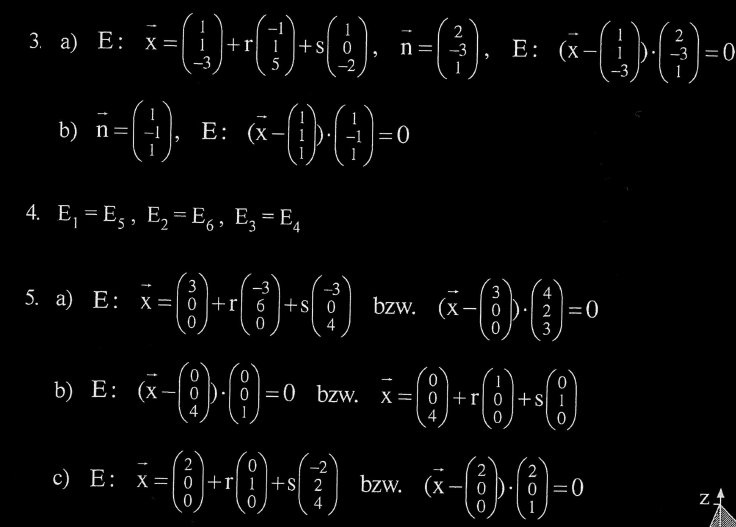 3. a) E: x⃗ = (1 1 -3) + r (-1 1 5) + s (1 0 -2), n⃗ = (2 -3 1), E: (x⃗ - (1 1 -3)) · (2 -3 1) = 0
b) n⃗ = (1 -1 1), E: (x⃗ - (1 1 1)) · (1 -1 1) = 0
4. E₁ = E₅, E₂ = E₆, E₃ = E₄
5. a) E: x⃗ = (3 0 0) + r (-3 6 0) + s (-3 0 4) bzw. (x⃗ - (3 0 0)) · (4 2 3) = 0
b) E: (x⃗ - (0 0 4)) · (0 0 1) = 0 bzw. x⃗ = (0 0 4) + r (1 0 0) + s (0 1 0)
c) E: x⃗ = (2 0 0) + r (0 1 0) + s (-2 2 4) bzw. (x⃗ - (2 0 0)) · (2 0 1) = 0
z